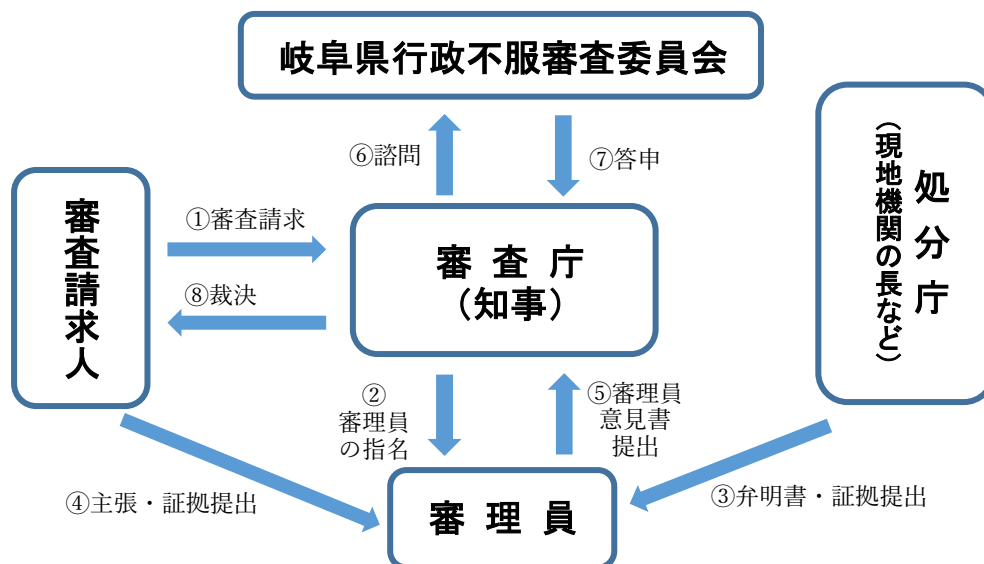 岐阜県行政不服審査委員会
⑥諮問
⑦答申
処分庁
（現地機関の長など）
審査請求人
①審査請求
審査庁
（知事）
⑧裁決
②
審理員
の指名
⑤審理員
意見書
提出
④主張・証拠提出
③弁明書・証拠提出
審理員